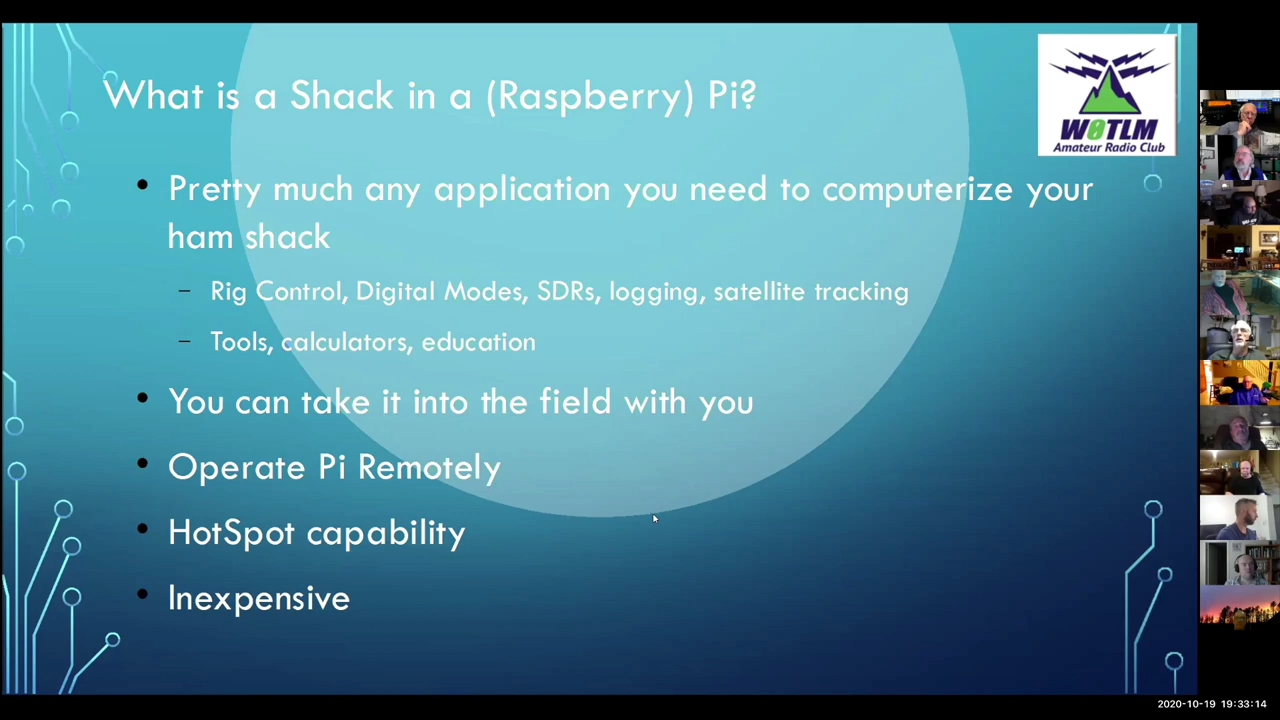 What is a Shack in a (Raspberry) Pi?
WØTLM
Amateur Radio Club
• Pretty much any application you need to computerize your
ham shack
– Rig Control, Digital Modes, SDRs, logging, satellite tracking
– Tools, calculators, education
• You can take it into the field with you
• Operate Pi Remotely
• HotSpot capability
• Inexpensive
2020-10-19 19:33:14